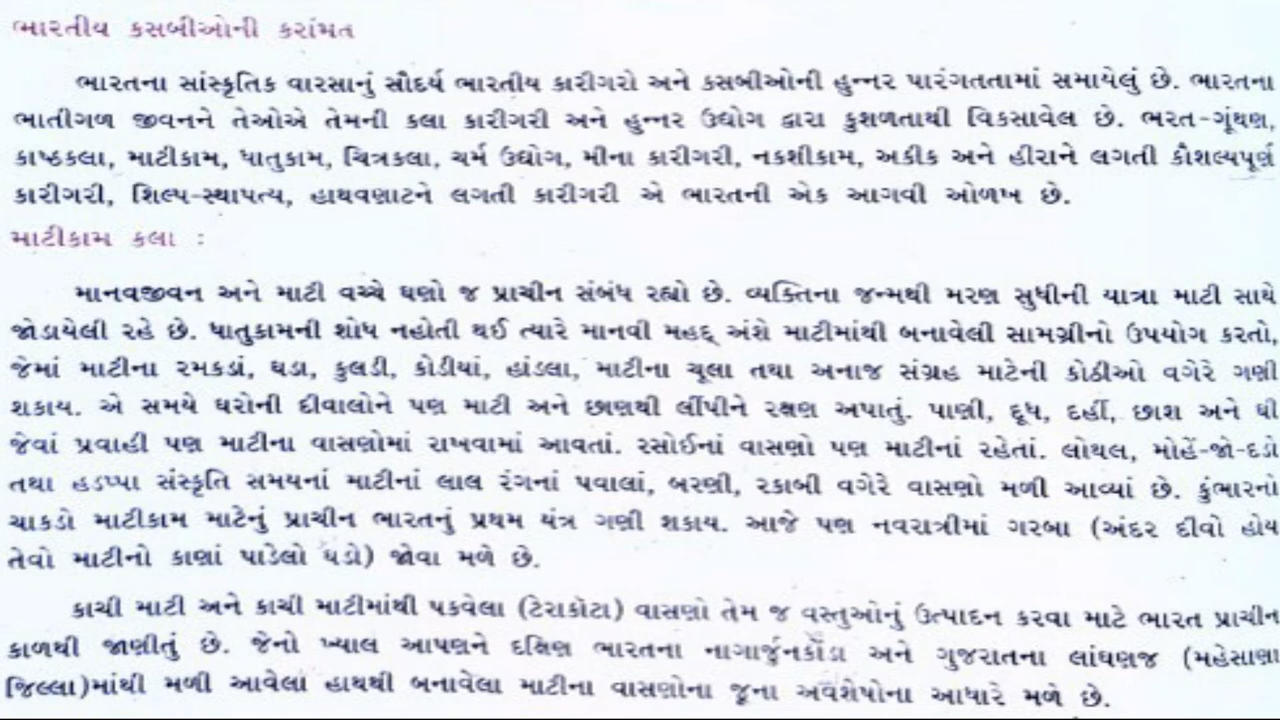 ભારતીય કસબીઓની કરાંમત
ભારતના સાંસ્કૃતિક વારસાનું સૌદર્ય ભારતીય કારીગરો અને કસબીઓની હુન્નર પારંગતતામાં સમાયેલું છે. ભારતના
ભાતીગળ જીવનને તેઓએ તેમની કલા કારીગરી અને હુન્નર ઉદ્યોગ દ્વારા કુશળતાથી વિકસાવેલ છે. ભરત-ગૂંથણ,
કાષ્ઠકલા, માટીકામ, ધાતુકામ, ચિત્રકલા, ચર્મ ઉદ્યોગ, મીના કારીગરી, નકશીકામ, અકીક અને હીરાને લગતી કૌશલ્યપૂર્ણ
કારીગરી, શિલ્પ-સ્થાપત્ય, હાથવણાટને લગતી કારીગરી એ ભારતની એક આગવી ઓળખ છે.
માટીકામ કલા :
માનવજીવન અને માટી વચ્ચે ઘણો જ પ્રાચીન સંબંધ રહ્યો છે. વ્યક્તિના જન્મથી મરણ સુધીની યાત્રા માટી સાથે
જોડાયેલી રહે છે. ધાતુકામની શોધ નહોતી થઈ ત્યારે માનવી મહદ્ અંશે માટીમાંથી બનાવેલી સામગ્રીનો ઉપયોગ કરતો,
જેમાં માટીના રમકડાં, ઘડા, કુલડી, કોડીયાં, હાંડલા, માટીના ચૂલા તથા અનાજ સંગ્રહ માટેની કોઠીઓ વગેરે ગણી
શકાય. એ સમયે ઘરોની દીવાલોને પણ માટી અને છાણથી લીંપીને રક્ષણ અપાતું. પાણી, દૂધ, દહીં, છાશ અને ઘી
જેવાં પ્રવાહી પણ માટીના વાસણોમાં રાખવામાં આવતાં. રસોઈનાં વાસણો પણ માટીનાં રહેતાં. લોથલ, મોહેં-જો-દડો
તથા હડપ્પા સંસ્કૃતિ સમયનાં માટીનાં લાલ રંગનાં પવાલાં, બરણી, રકાબી વગેરે વાસણો મળી આવ્યાં છે. કુંભારનો
ચાકડો માટીકામ માટેનું પ્રાચીન ભારતનું પ્રથમ યંત્ર ગણી શકાય. આજે પણ નવરાત્રીમાં ગરબા (અંદર દીવો હોય
તેવો માટીનો કાણાં પાડેલો ઘડો) જોવા મળે છે.
કાચી માટી અને કાચી માટીમાંથી પકવેલા (ટેરાકોટા) વાસણો તેમ જ વસ્તુઓનું ઉત્પાદન કરવા માટે ભારત પ્રાચીન
કાળથી જાણીતું છે. જેનો ખ્યાલ આપણને દક્ષિણ ભારતના નાગાર્જુનકોંડા અને ગુજરાતના લાંઘણજ (મહેસાણા
જિલ્લા)માંથી મળી આવેલા હાથથી બનાવેલા માટીના વાસણોના જૂના અવશેષોના આધારે મળે છે.